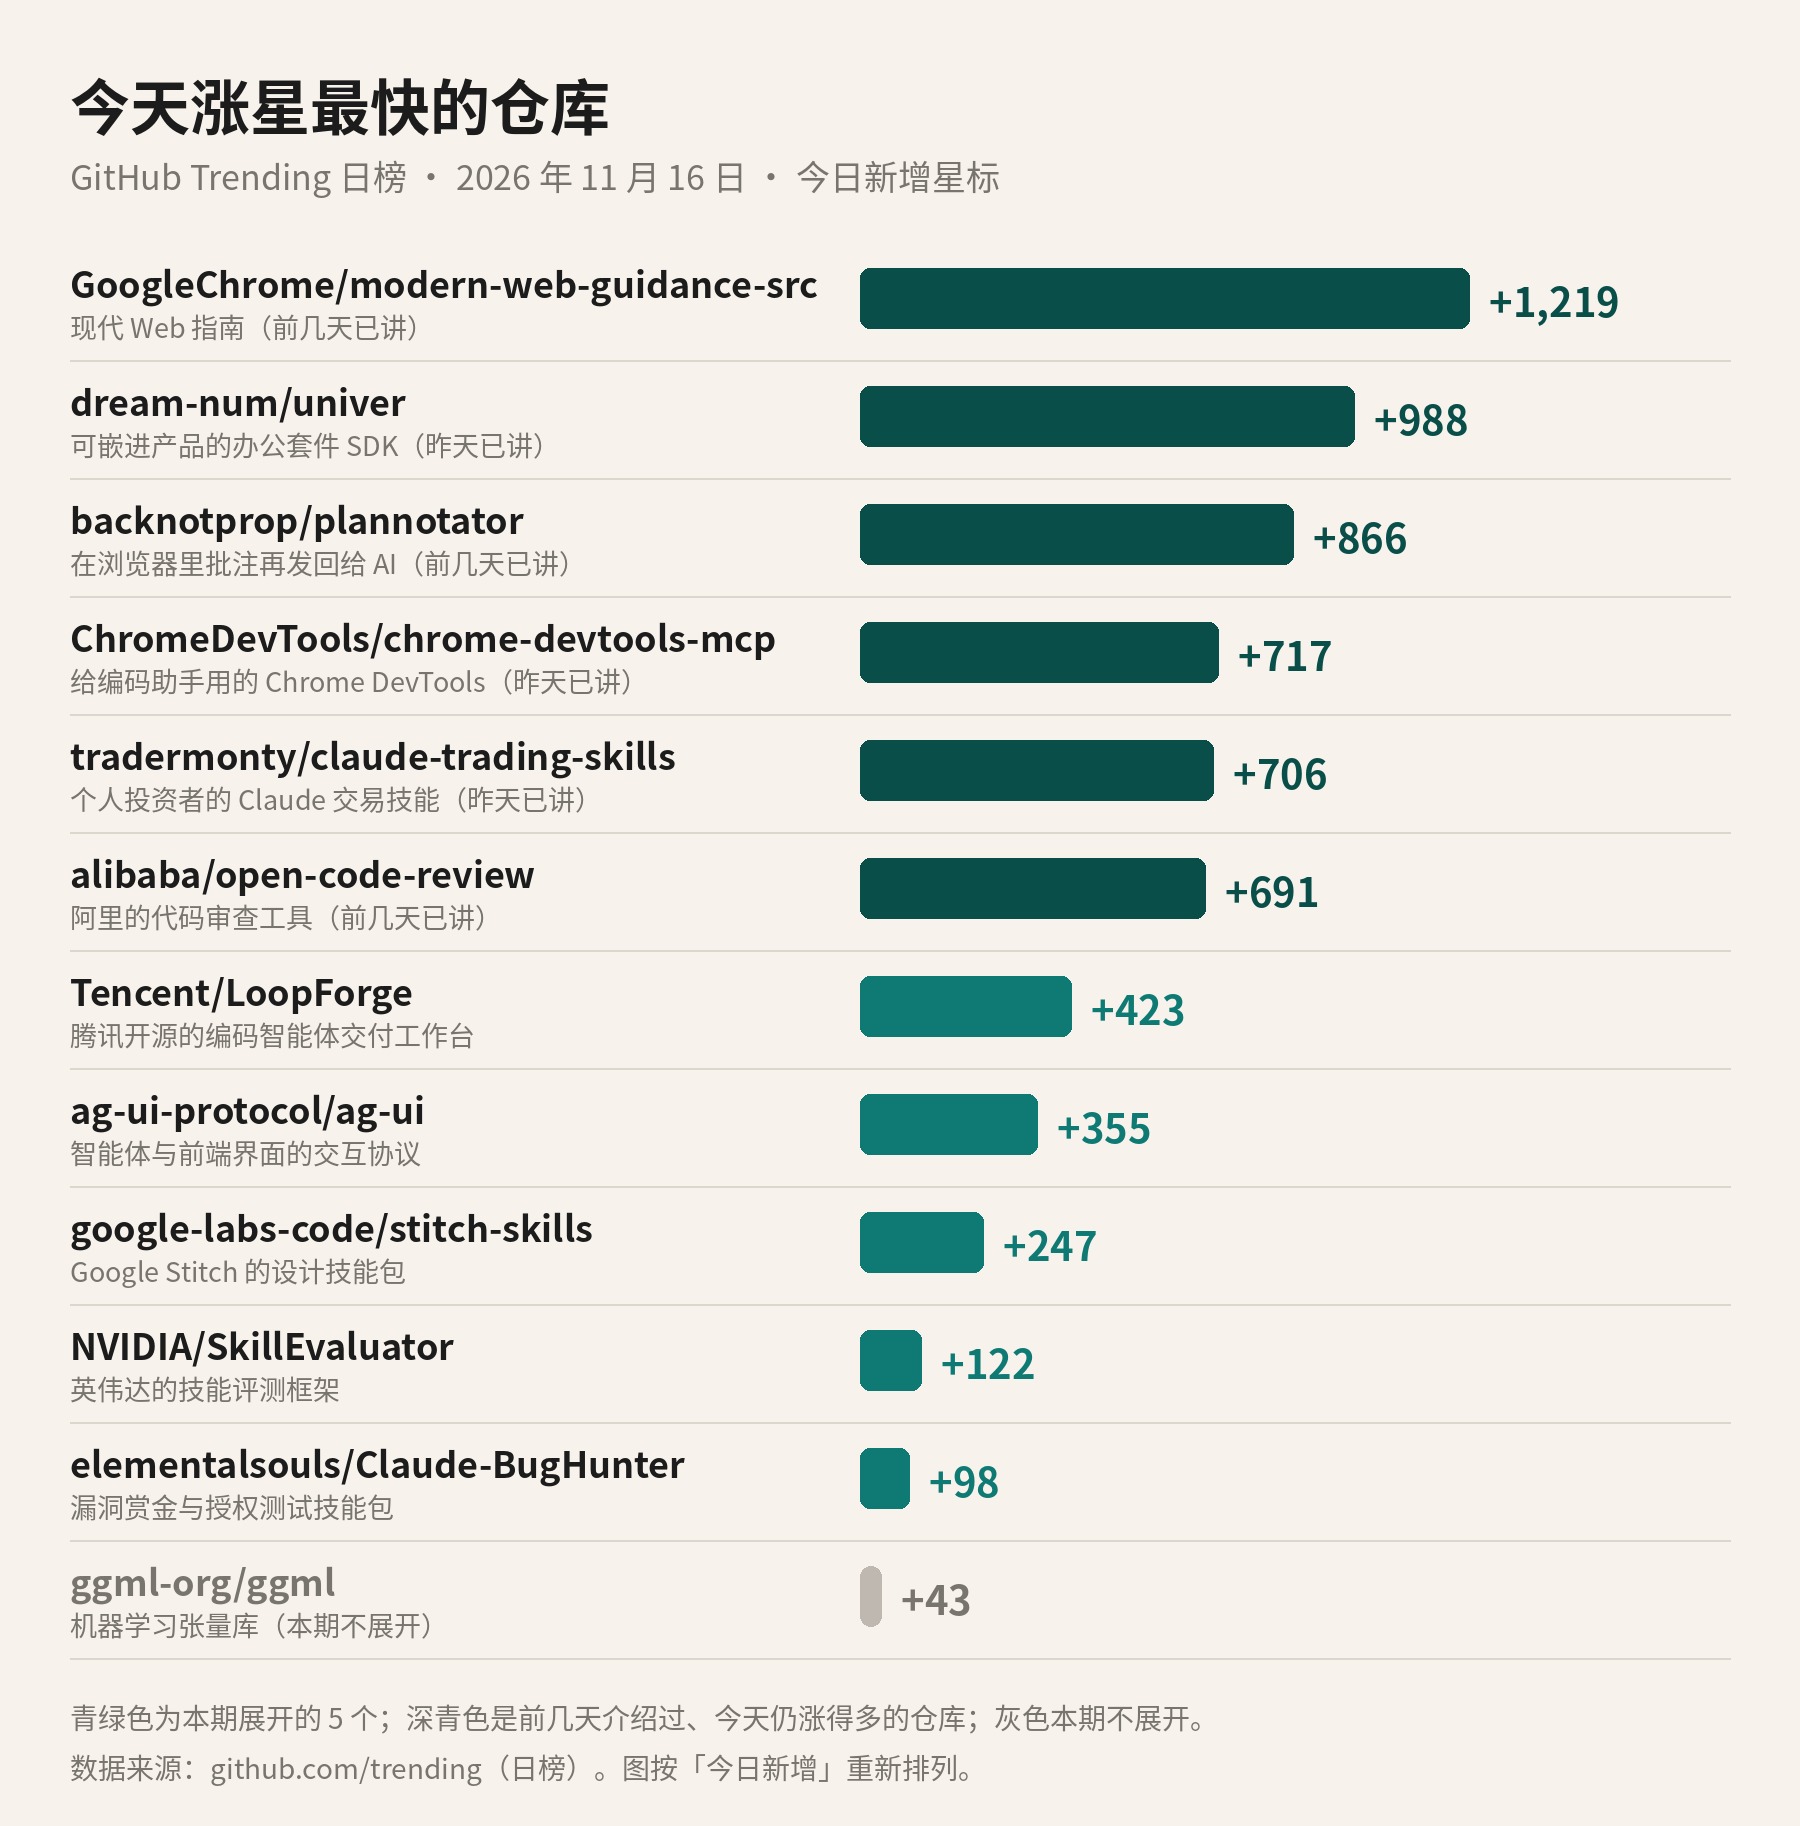 今天涨星最快的仓库
GitHub Trending 日榜 · 2026 年 11 月 16 日 · 今日新增星标
GoogleChrome/modern-web-guidance-src
现代 Web 指南（前几天已讲）
+1,219
dream-num/univer
可嵌进产品的办公套件 SDK（昨天已讲）
+988
backnotprop/plannotator
在浏览器里批注再发回给 AI（前几天已讲）
+866
ChromeDevTools/chrome-devtools-mcp
给编码助手用的 Chrome DevTools（昨天已讲）
+717
tradermonty/claude-trading-skills
个人投资者的 Claude 交易技能（昨天已讲）
+706
alibaba/open-code-review
阿里的代码审查工具（前几天已讲）
+691
Tencent/LoopForge
腾讯开源的编码智能体交付工作台
+423
ag-ui-protocol/ag-ui
智能体与前端界面的交互协议
+355
google-labs-code/stitch-skills
Google Stitch 的设计技能包
+247
NVIDIA/SkillEvaluator
英伟达的技能评测框架
+122
elementalsouls/Claude-BugHunter
漏洞赏金与授权测试技能包
+98
ggml-org/ggml
机器学习张量库（本期不展开）
+43
青绿色为本期展开的 5 个；深青色是前几天介绍过、今天仍涨得多的仓库；灰色本期不展开。
数据来源：github.com/trending（日榜）。图按「今日新增」重新排列。